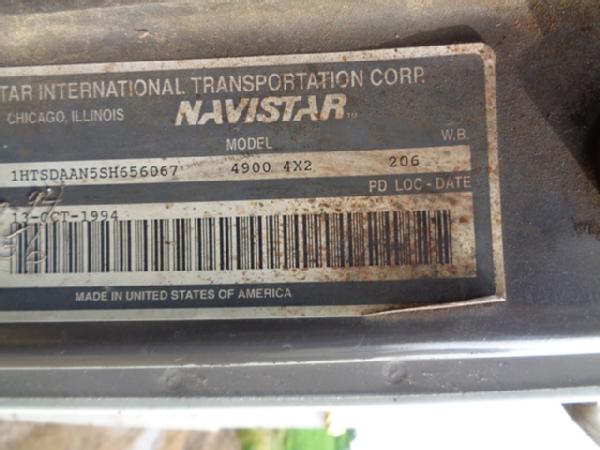 TAR INTERNATIONAL TRANSPORTATION CORP.
CHICAGO, ILLINOIS NAVISTAR TM
MODEL W.B.
1HTSDAAN5SH656067 4900 4X2 206
PD LOC-DATE
13-OCT-1994
MADE IN UNITED STATES OF AMERICA